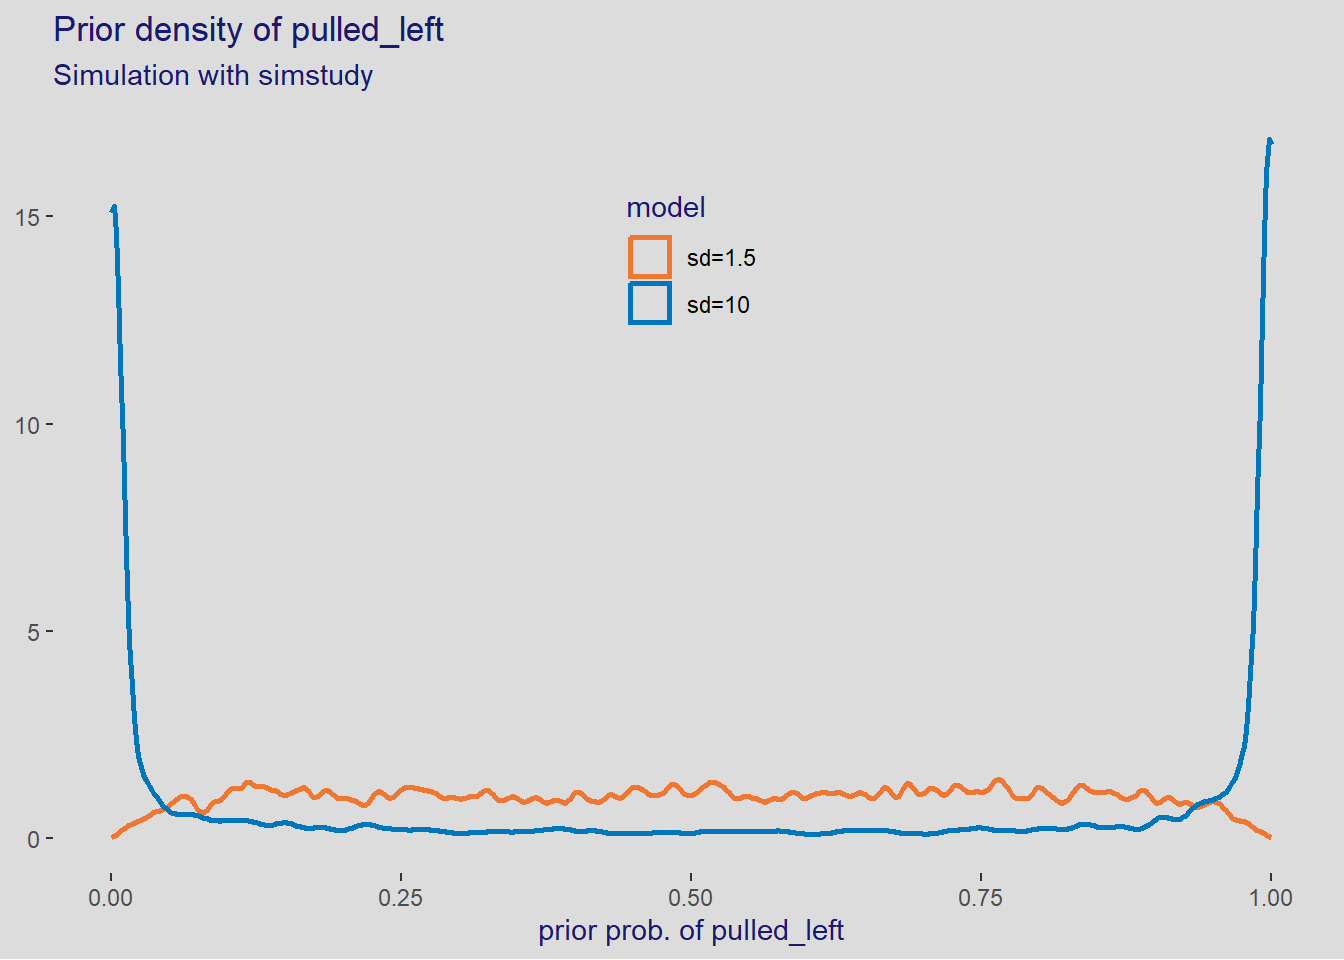 Prior density of pulled_left
Simulation with simstudy
model
sd=1.5
sd=10
15
10
5
0
0.00 0.25 0.50 0.75 1.00
prior prob. of pulled_left